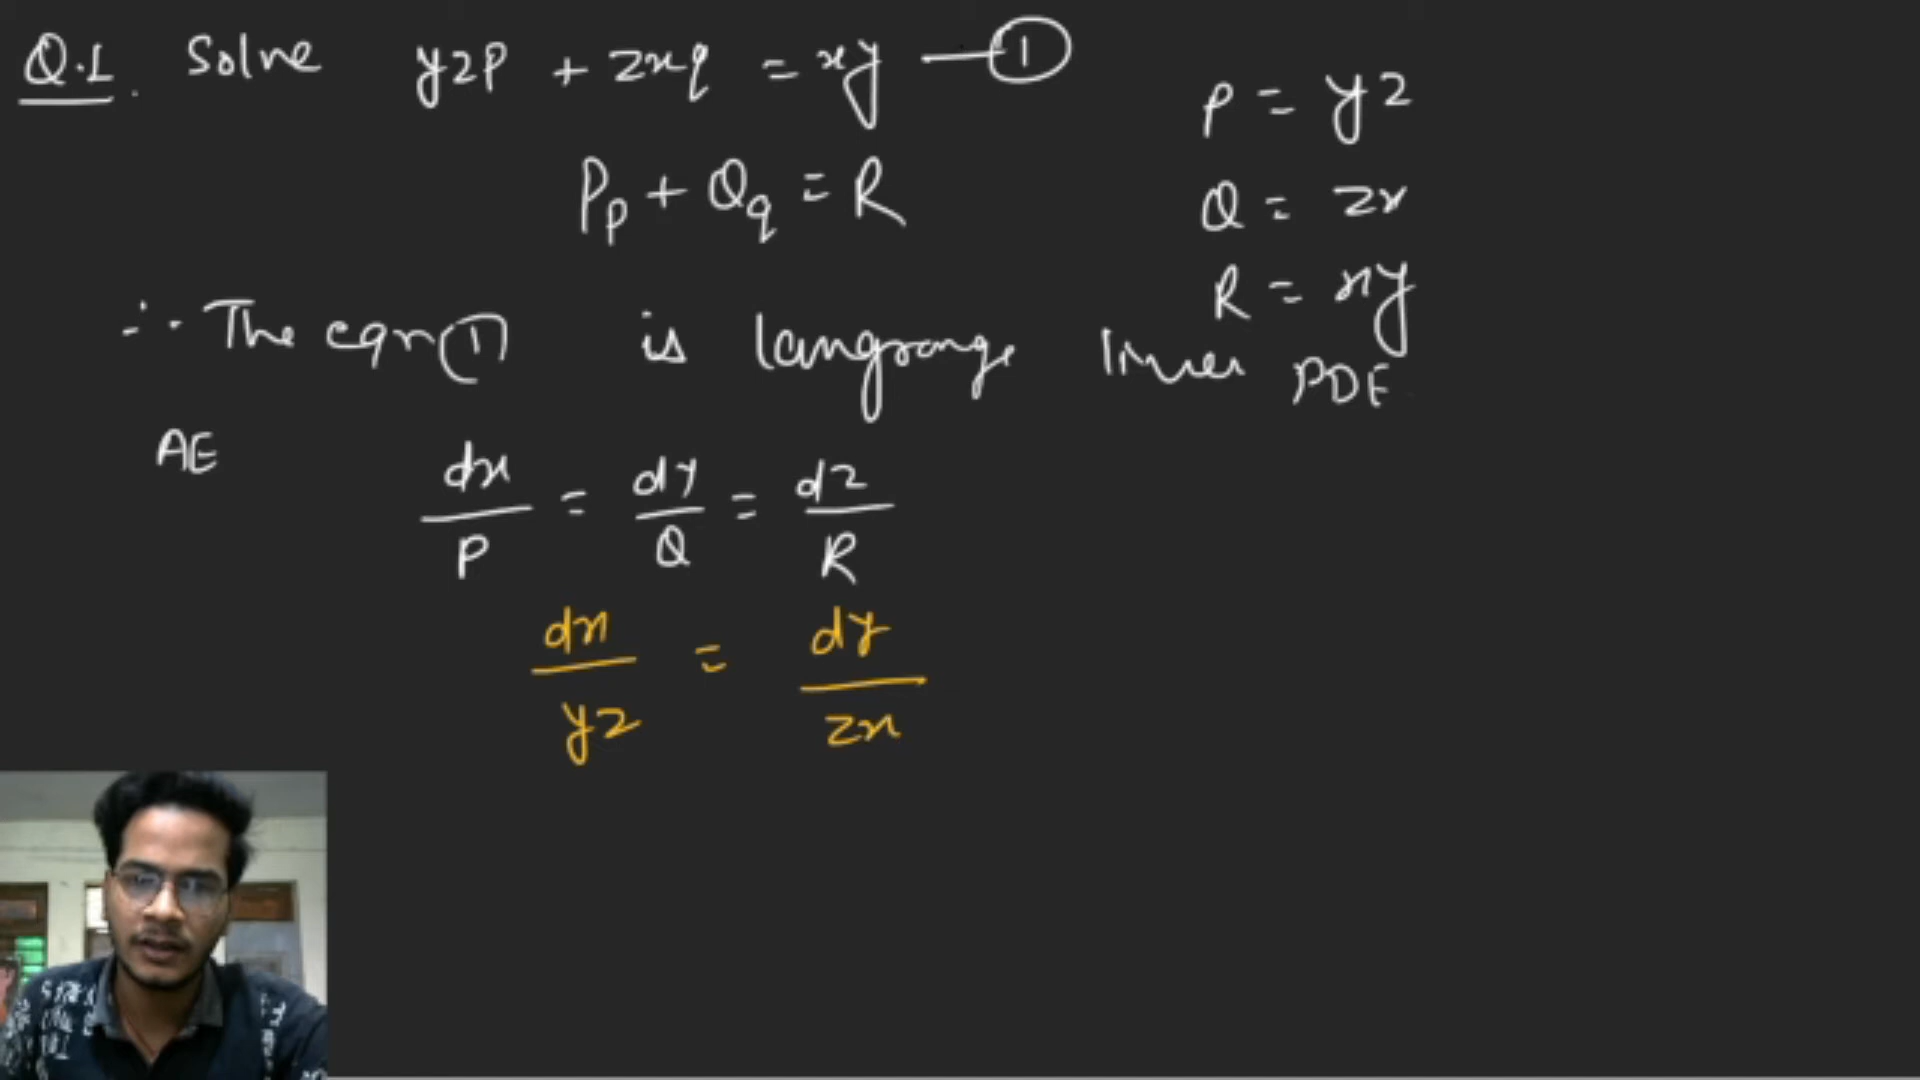 Q.1. Solve yzp + zxq = xy — ①
Pp + Qq = R
P = yz
Q = zx
R = xy
∴ The eqn ① is langrange linear PDE
AE dx/P = dy/Q = dz/R
dx/yz = dy/zx